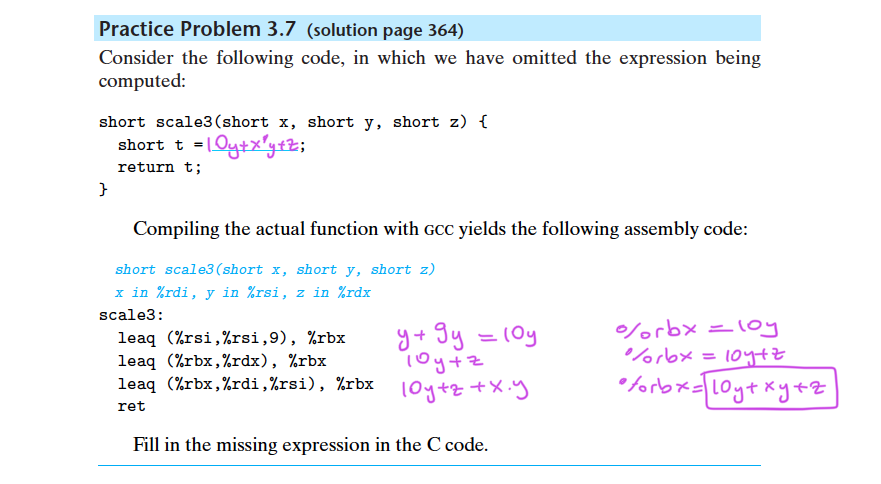 Practice Problem 3.7 (solution page 364)
Consider the following code, in which we have omitted the expression being
computed:
short scale3(short x, short y, short z) {
short t = 10y+x*y+z;
return t;
}
Compiling the actual function with GCC yields the following assembly code:
short scale3(short x, short y, short z)
x in %rdi, y in %rsi, z in %rdx
scale3:
leaq (%rsi,%rsi,9), %rbx y+9y = 10y %rbx = 10y
leaq (%rbx,%rdx), %rbx 10y+z %rbx = 10y+z
leaq (%rbx,%rdi,%rsi), %rbx 10y+z+x·y %rbx=10y+xy+z
ret
Fill in the missing expression in the C code.